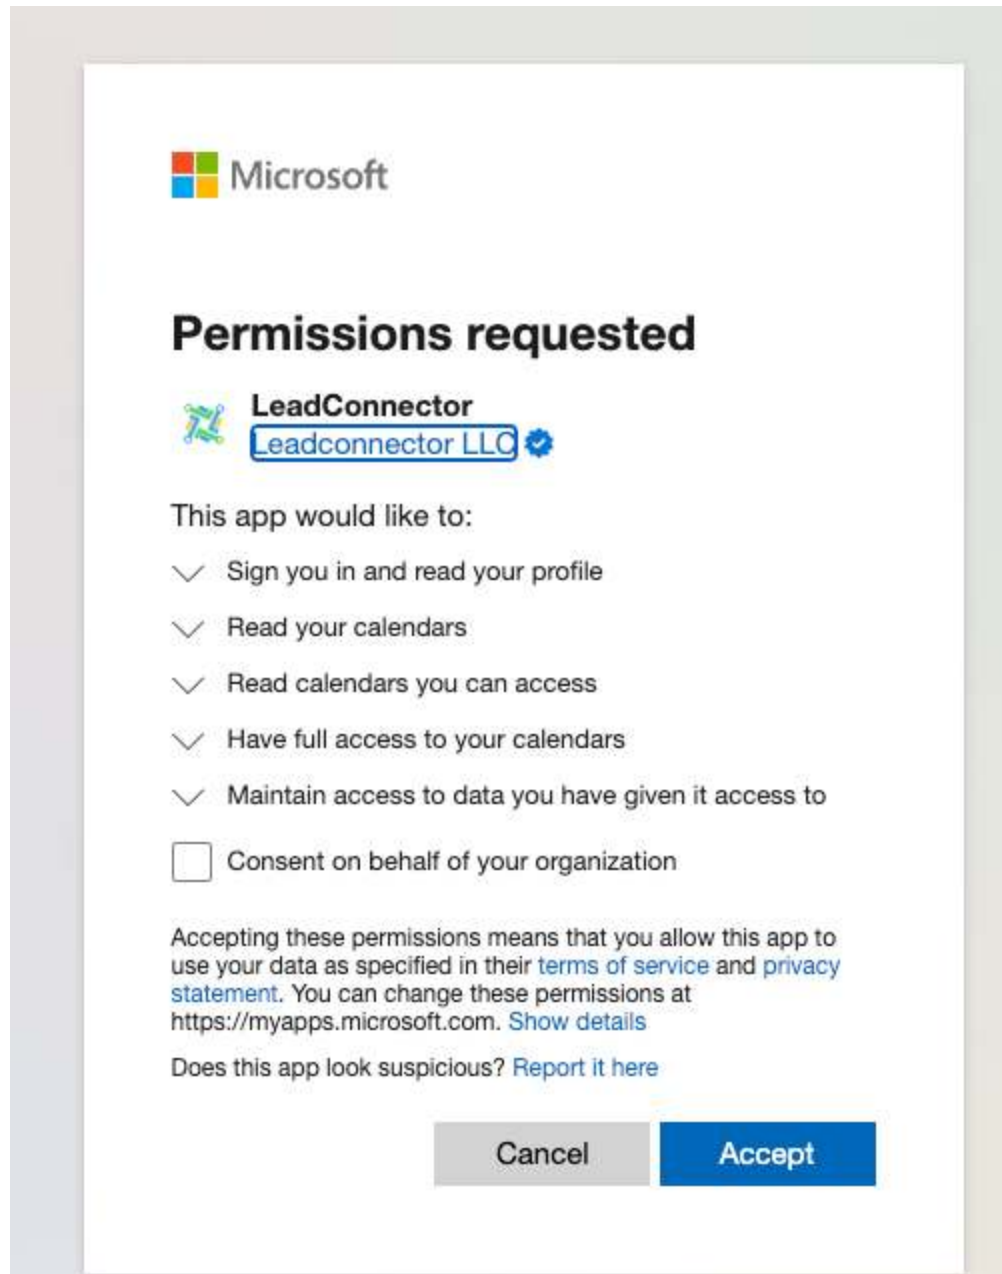 Microsoft
Permissions requested
LeadConnector
Leadconnector LLC
This app would like to:
Sign you in and read your profile
Read your calendars
Read calendars you can access
Have full access to your calendars
Maintain access to data you have given it access to
Consent on behalf of your organization
Accepting these permissions means that you allow this app to
use your data as specified in their terms of service and privacy
statement. You can change these permissions at
https://myapps.microsoft.com. Show details
Does this app look suspicious? Report it here
Cancel Accept